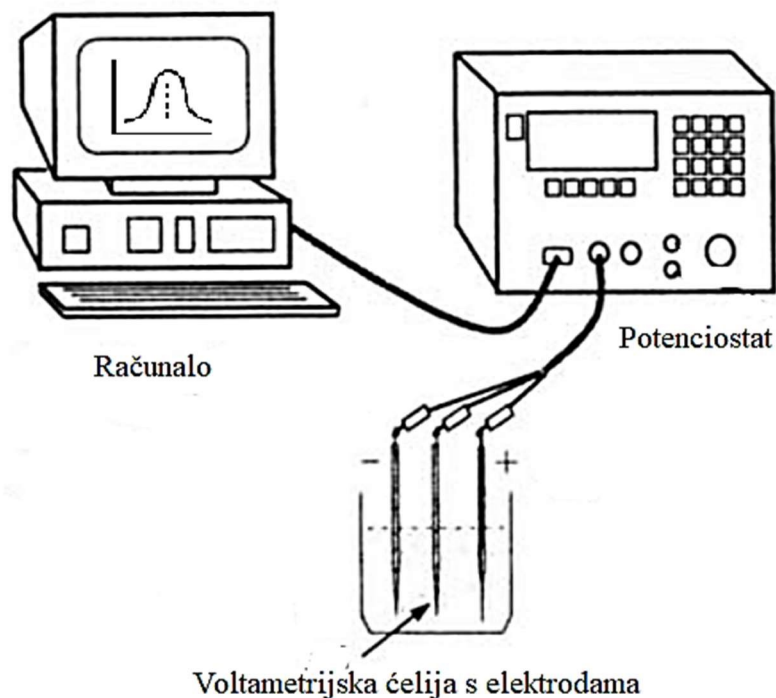 Računalo
Potenciostat
− +
Voltametrijska ćelija s elektrodama